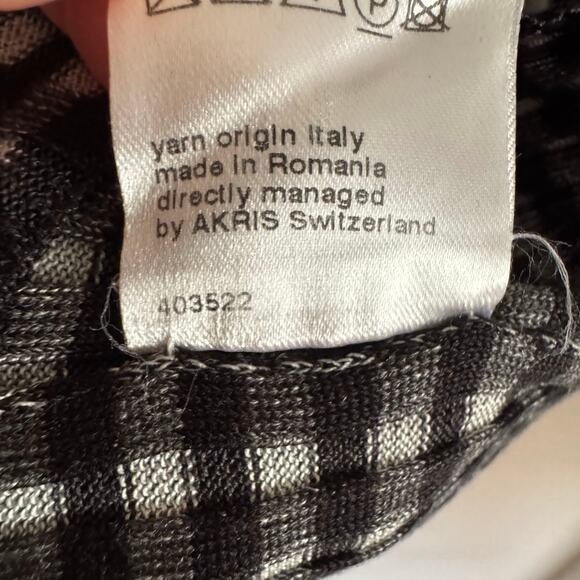 P
yarn origin Italy
made in Romania
directly managed
by AKRIS Switzerland
403522